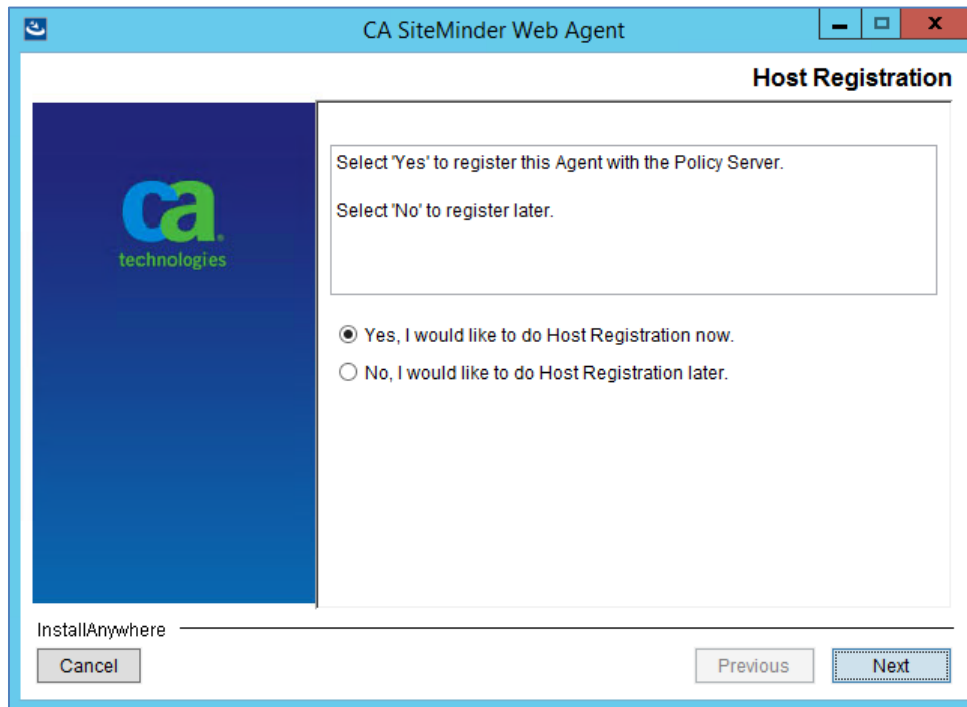 CA SiteMinder Web Agent
Host Registration
ca
technologies
Select 'Yes' to register this Agent with the Policy Server.
Select 'No' to register later.
Yes, I would like to do Host Registration now.
No, I would like to do Host Registration later.
InstallAnywhere
Cancel
Previous
Next